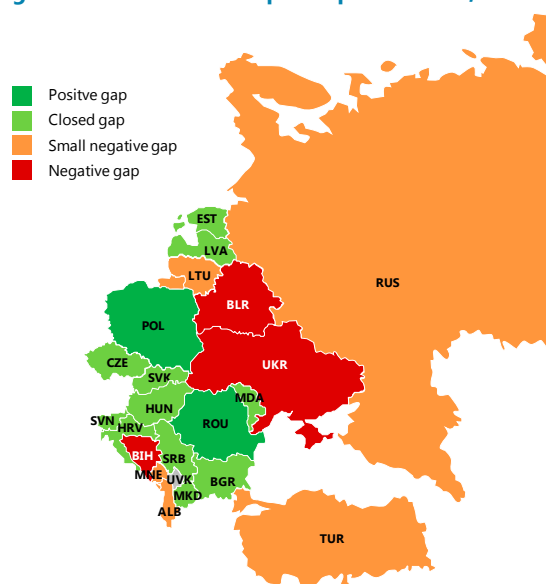 Positve gap
Closed gap
Small negative gap
Negative gap
EST
LVA
LTU
RUS
BLR
POL
UKR
CZE
SVK
MDA
HUN
SVN
HRV
ROU
BIH
SRB
MNE
UVK
BGR
MKD
ALB
TUR